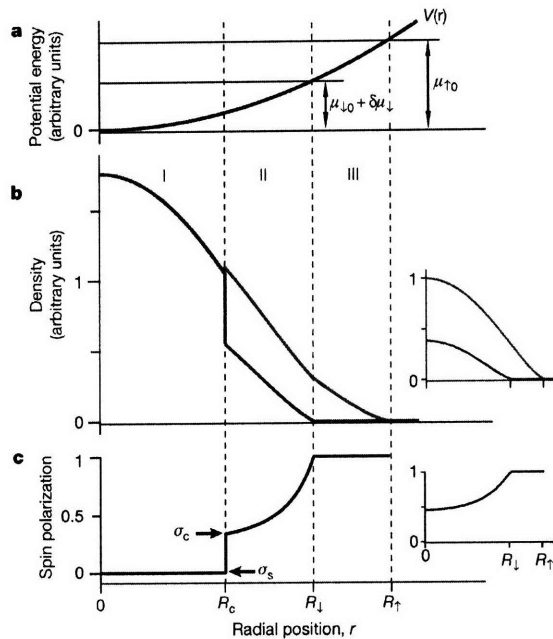 a
V(r)
Potential energy
(arbitrary units)
μ↓0 + δμ↓
μ↑0
0
b
I
II
III
Density
(arbitrary units)
1
0
1
0
c
Spin polarization
1
0.5
0
σc
σs
1
0
0
R↓
R↑
0
Rc
R↓
R↑
Radial position, r